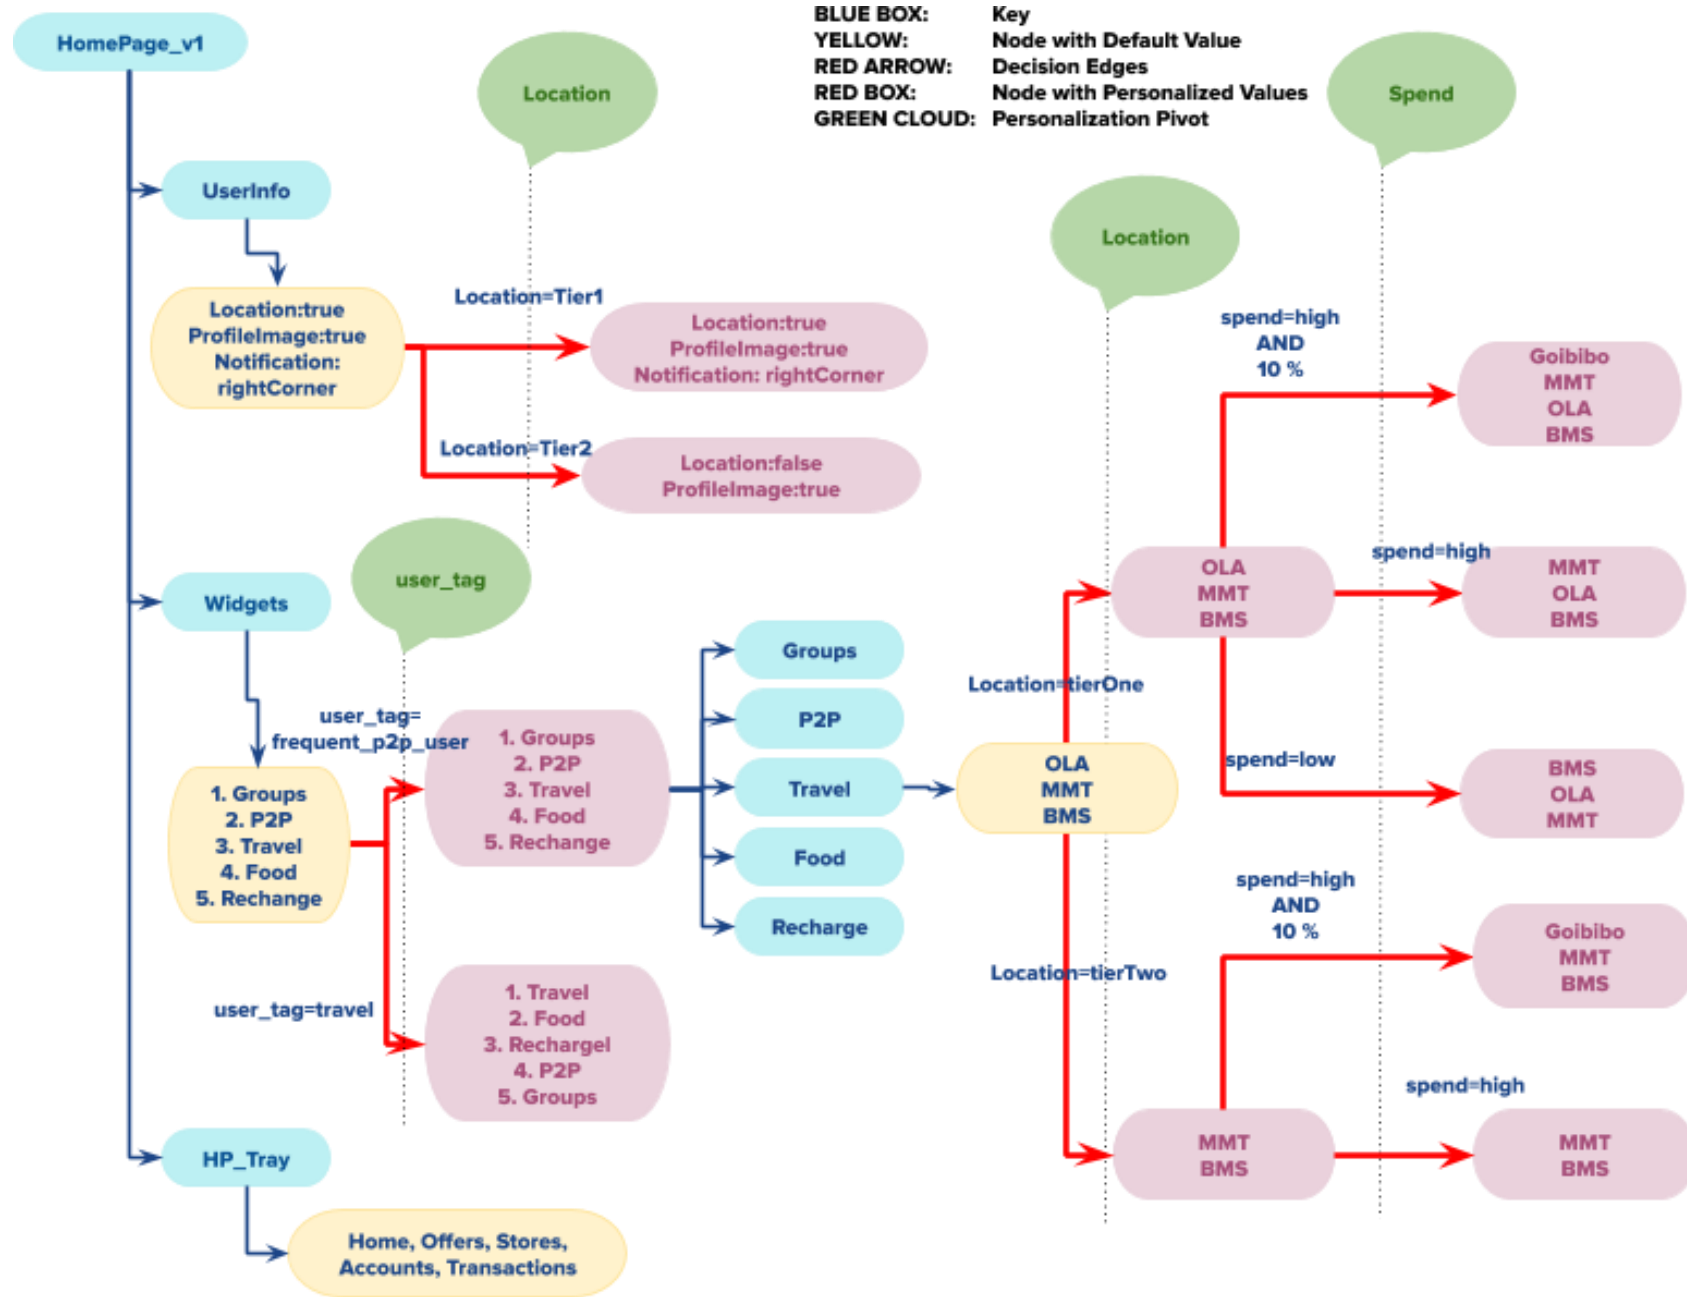 BLUE BOX: Key
YELLOW: Node with Default Value
RED ARROW: Decision Edges
RED BOX: Node with Personalized Values
GREEN CLOUD: Personalization Pivot
HomePage_v1
Location
Spend
UserInfo
Location
Location:true
ProfileImage:true
Notification:
rightCorner
Location=Tier1
Location:true
ProfileImage:true
Notification: rightCorner
Location=Tier2
Location:false
ProfileImage:true
user_tag
Widgets
user_tag=
frequent_p2p_user
1. Groups
2. P2P
3. Travel
4. Food
5. Rechange
1. Groups
2. P2P
3. Travel
4. Food
5. Rechange
user_tag=travel
1. Travel
2. Food
3. Rechargel
4. P2P
5. Groups
Groups
P2P
Travel
Food
Recharge
OLA
MMT
BMS
Location=tierOne
OLA
MMT
BMS
spend=high
AND
10 %
Goibibo
MMT
OLA
BMS
spend=high
MMT
OLA
BMS
spend=low
BMS
OLA
MMT
Location=tierTwo
MMT
BMS
spend=high
AND
10 %
Goibibo
MMT
BMS
spend=high
MMT
BMS
HP_Tray
Home, Offers, Stores,
Accounts, Transactions